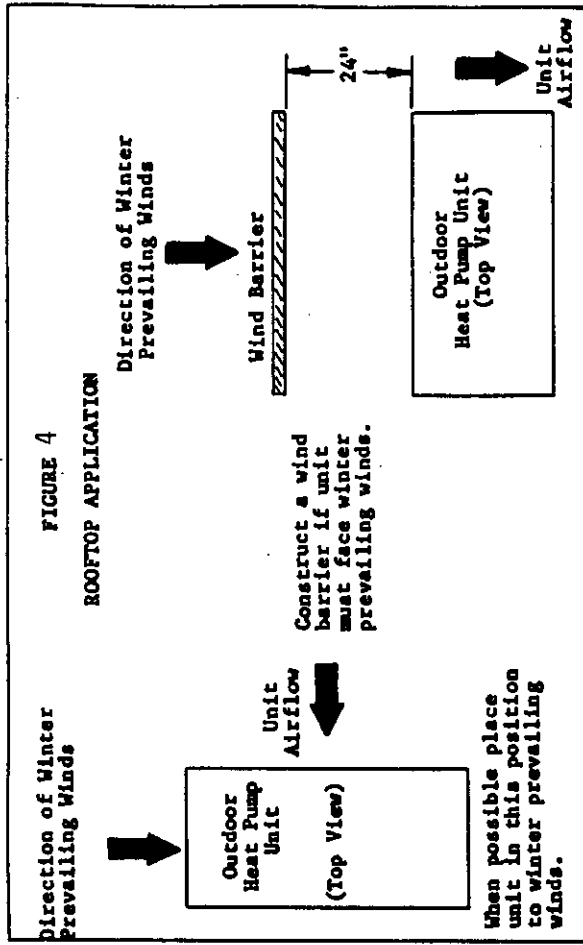 FIGURE 4
ROOFTOP APPLICATION
Direction of Winter
Prevailing Winds
Outdoor
Heat Pump
Unit
(Top View)
Unit
Airflow
When possible place
unit in this position
to winter prevailing
winds.
Construct a wind
barrier if unit
must face winter
prevailing winds.
Direction of Winter
Prevailing Winds
Wind Barrier
24"
Outdoor
Heat Pump Unit
(Top View)
Unit
Airflow